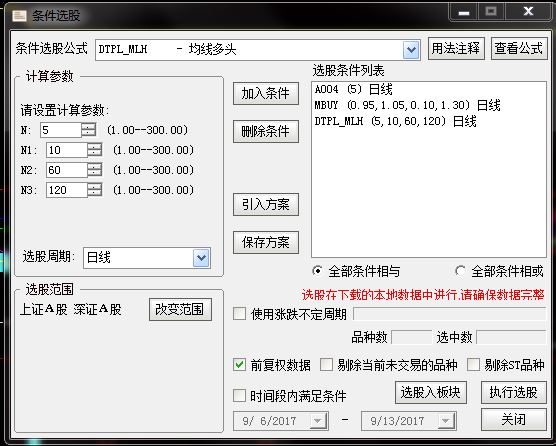 条件选股
条件选股公式 DTPL_MLH - 均线多头 用法注释 查看公式
计算参数
请设置计算参数:
N: 5 (1.00--300.00)
N1: 10 (1.00--300.00)
N2: 60 (1.00--300.00)
N3: 120 (1.00--300.00)
选股周期: 日线
加入条件
删除条件
引入方案
保存方案
选股条件列表
A004 (5) 日线
MBUY (0.95,1.05,0.10,1.30) 日线
DTPL_MLH (5,10,60,120) 日线
全部条件相与 全部条件相或
选股在下载的本地数据中进行,请确保数据完整
选股范围
上证A股 深证A股 改变范围
使用涨跌不定周期
品种数 选中数
前复权数据 剔除当前未交易的品种 剔除ST品种
时间段内满足条件 选股入板块 执行选股
9/ 6/2017 - 9/13/2017 关闭